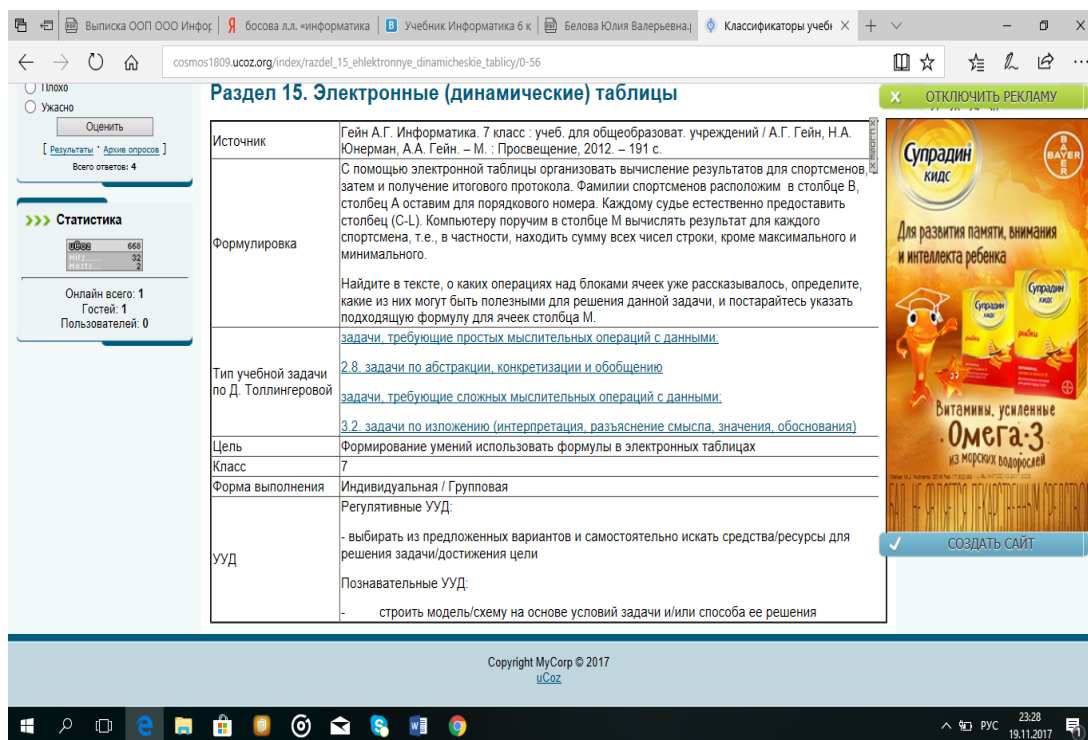 Выписка ООП ООО Инфор
босова л.л. «информатика
Учебник Информатика 6 к
Белова Юлия Валерьевна.
Классификаторы учебн
cosmos1809.ucoz.org/index/razdel_15_ehlektronnye_dinamicheskie_tablicy/0-56
Плохо
Ужасно
Оценить
[ Результаты · Архив опросов ]
Всего ответов: 4
>>> Статистика
uCoz 668
Hits 32
Hosts 2
Онлайн всего: 1
Гостей: 1
Пользователей: 0
Раздел 15. Электронные (динамические) таблицы
Источник
Гейн А.Г. Информатика. 7 класс : учеб. для общеобразоват. учреждений / А.Г. Гейн, Н.А.
Юнерман, А.А. Гейн. – М. : Просвещение, 2012. – 191 с.
Формулировка
С помощью электронной таблицы организовать вычисление результатов для спортсменов,
затем и получение итогового протокола. Фамилии спортсменов расположим в столбце В,
столбец А оставим для порядкового номера. Каждому судье естественно предоставить
столбец (C-L). Компьютеру поручим в столбце М вычислять результат для каждого
спортсмена, т.е., в частности, находить сумму всех чисел строки, кроме максимального и
минимального.
Найдите в тексте, о каких операциях над блоками ячеек уже рассказывалось, определите,
какие из них могут быть полезными для решения данной задачи, и постарайтесь указать
подходящую формулу для ячеек столбца М.
Тип учебной задачи
по Д. Толлингеровой
задачи, требующие простых мыслительных операций с данными:
2.8. задачи по абстракции, конкретизации и обобщению
задачи, требующие сложных мыслительных операций с данными:
3.2. задачи по изложению (интерпретация, разъяснение смысла, значения, обоснования)
Цель
Формирование умений использовать формулы в электронных таблицах
Класс
7
Форма выполнения
Индивидуальная / Групповая
УУД
Регулятивные УУД:
- выбирать из предложенных вариантов и самостоятельно искать средства/ресурсы для
решения задачи/достижения цели
Познавательные УУД:
- строить модель/схему на основе условий задачи и/или способа ее решения
X ОТКЛЮЧИТЬ РЕКЛАМУ
Супрадин
КИДС
BAYER
Для развития памяти, внимания
и интеллекта ребенка
Супрадин
кидс
Супрадин
кидс
Витамины, усиленные
Омега-3
из морских водорослей
СОЗДАТЬ САЙТ
Copyright MyCorp © 2017
uCoz
РУС
23:28
19.11.2017